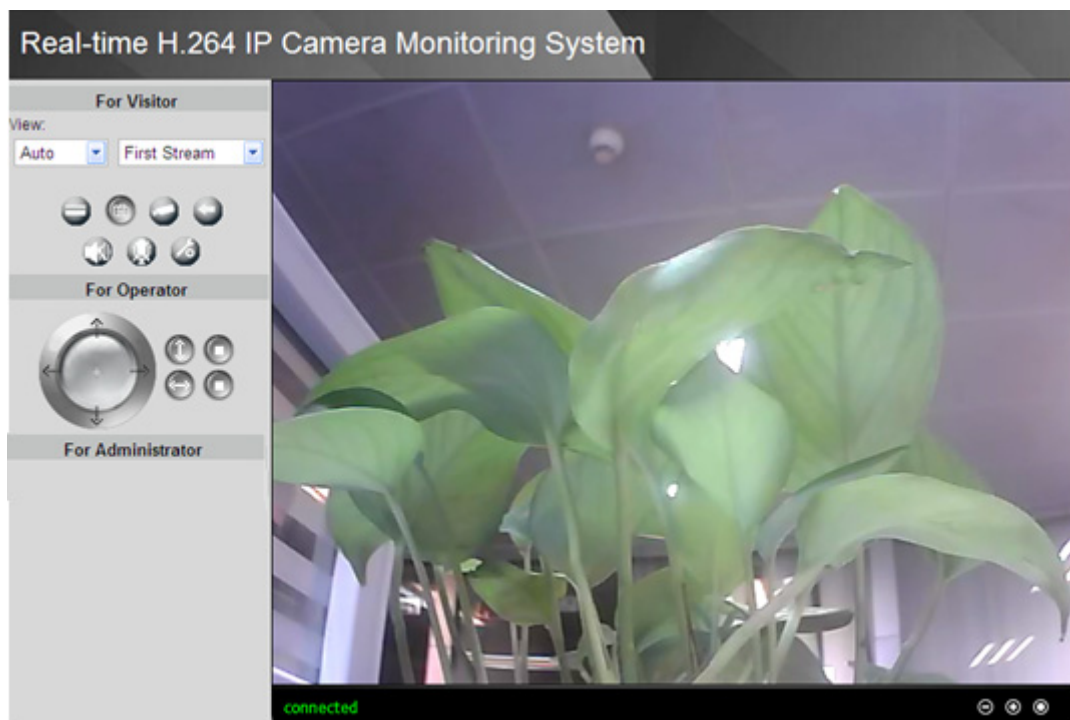 Real-time H.264 IP Camera Monitoring System
For Visitor
View:
Auto First Stream
For Operator
For Administrator
connected